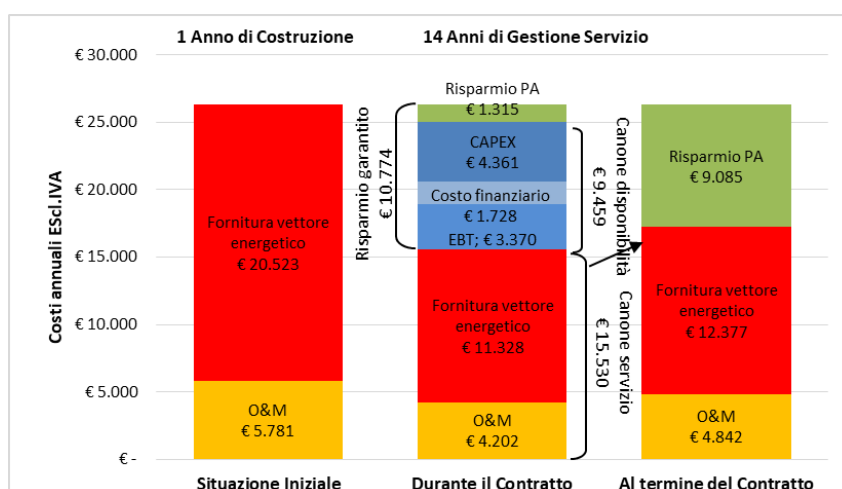 1 Anno di Costruzione
14 Anni di Gestione Servizio
Costi annuali EScl.IVA
€ 30.000
€ 25.000
€ 20.000
€ 15.000
€ 10.000
€ 5.000
€ -
Fornitura vettore
energetico
€ 20.523
O&M
€ 5.781
Risparmio garantito
€ 10.774
Risparmio PA
€ 1.315
CAPEX
€ 4.361
Costo finanziario
€ 1.728
EBT; € 3.370
Fornitura vettore
energetico
€ 11.328
O&M
€ 4.202
Canone disponibilità
€ 9.459
Canone servizio
€ 15.530
Risparmio PA
€ 9.085
Fornitura vettore
energetico
€ 12.377
O&M
€ 4.842
Situazione Iniziale
Durante il Contratto
Al termine del Contratto